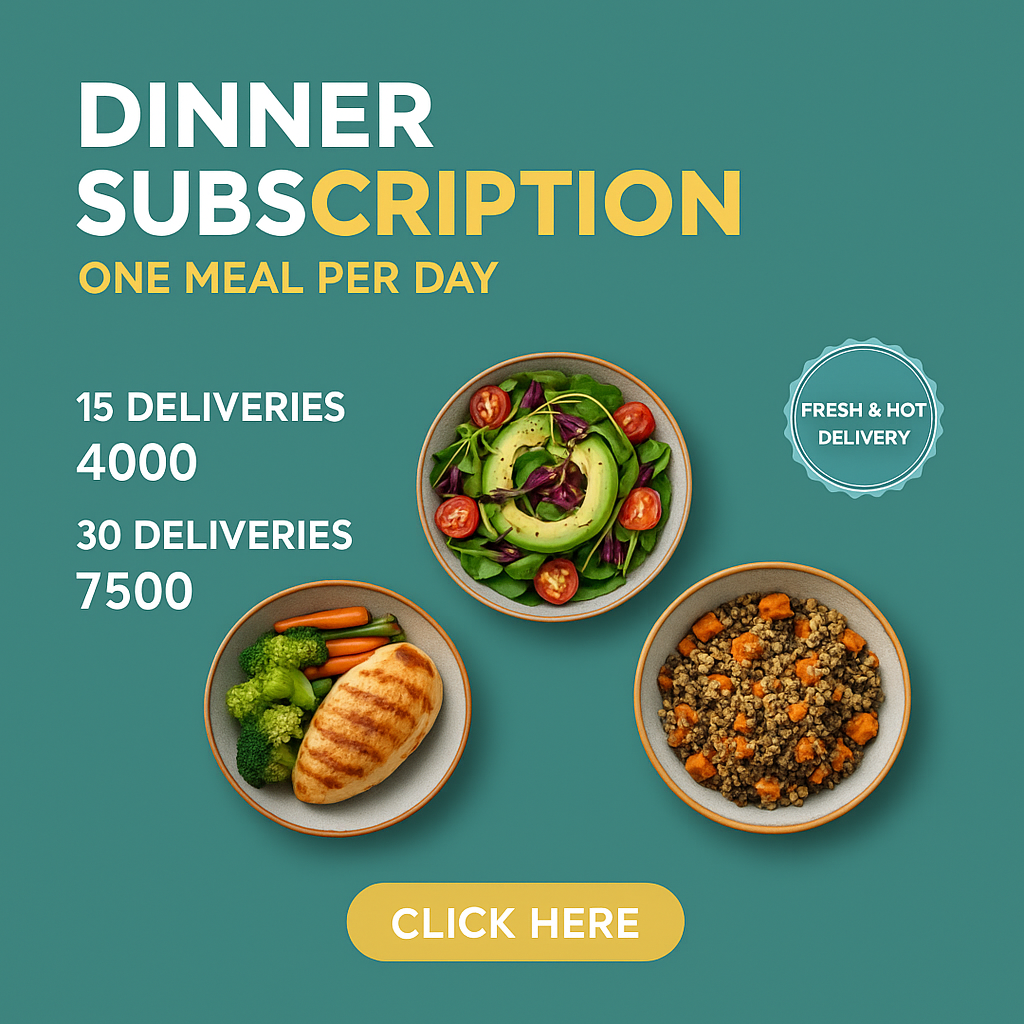 DINNER
SUBSCRIPTION
ONE MEAL PER DAY
15 DELIVERIES
4000
30 DELIVERIES
7500
FRESH & HOT
DELIVERY
CLICK HERE